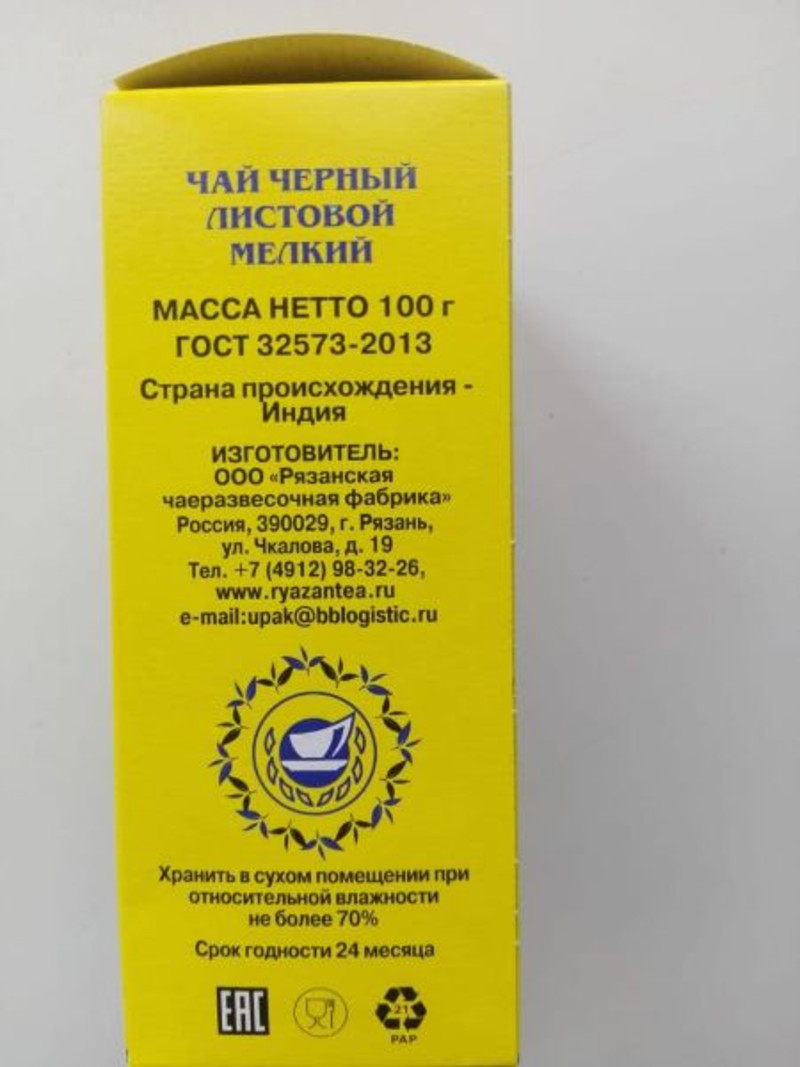 ЧАЙ ЧЕРНЫЙ
ЛИСТОВОЙ
МЕЛКИЙ
МАССА НЕТТО 100 г
ГОСТ 32573-2013
Страна происхождения -
Индия
ИЗГОТОВИТЕЛЬ:
ООО «Рязанская
чаеразвесочная фабрика»
Россия, 390029, г. Рязань,
ул. Чкалова, д. 19
Тел. +7 (4912) 98-32-26,
www.ryazantea.ru
e-mail:upak@bblogistic.ru
Хранить в сухом помещении при
относительной влажности
не более 70%
Срок годности 24 месяца
EAC
21
PAP